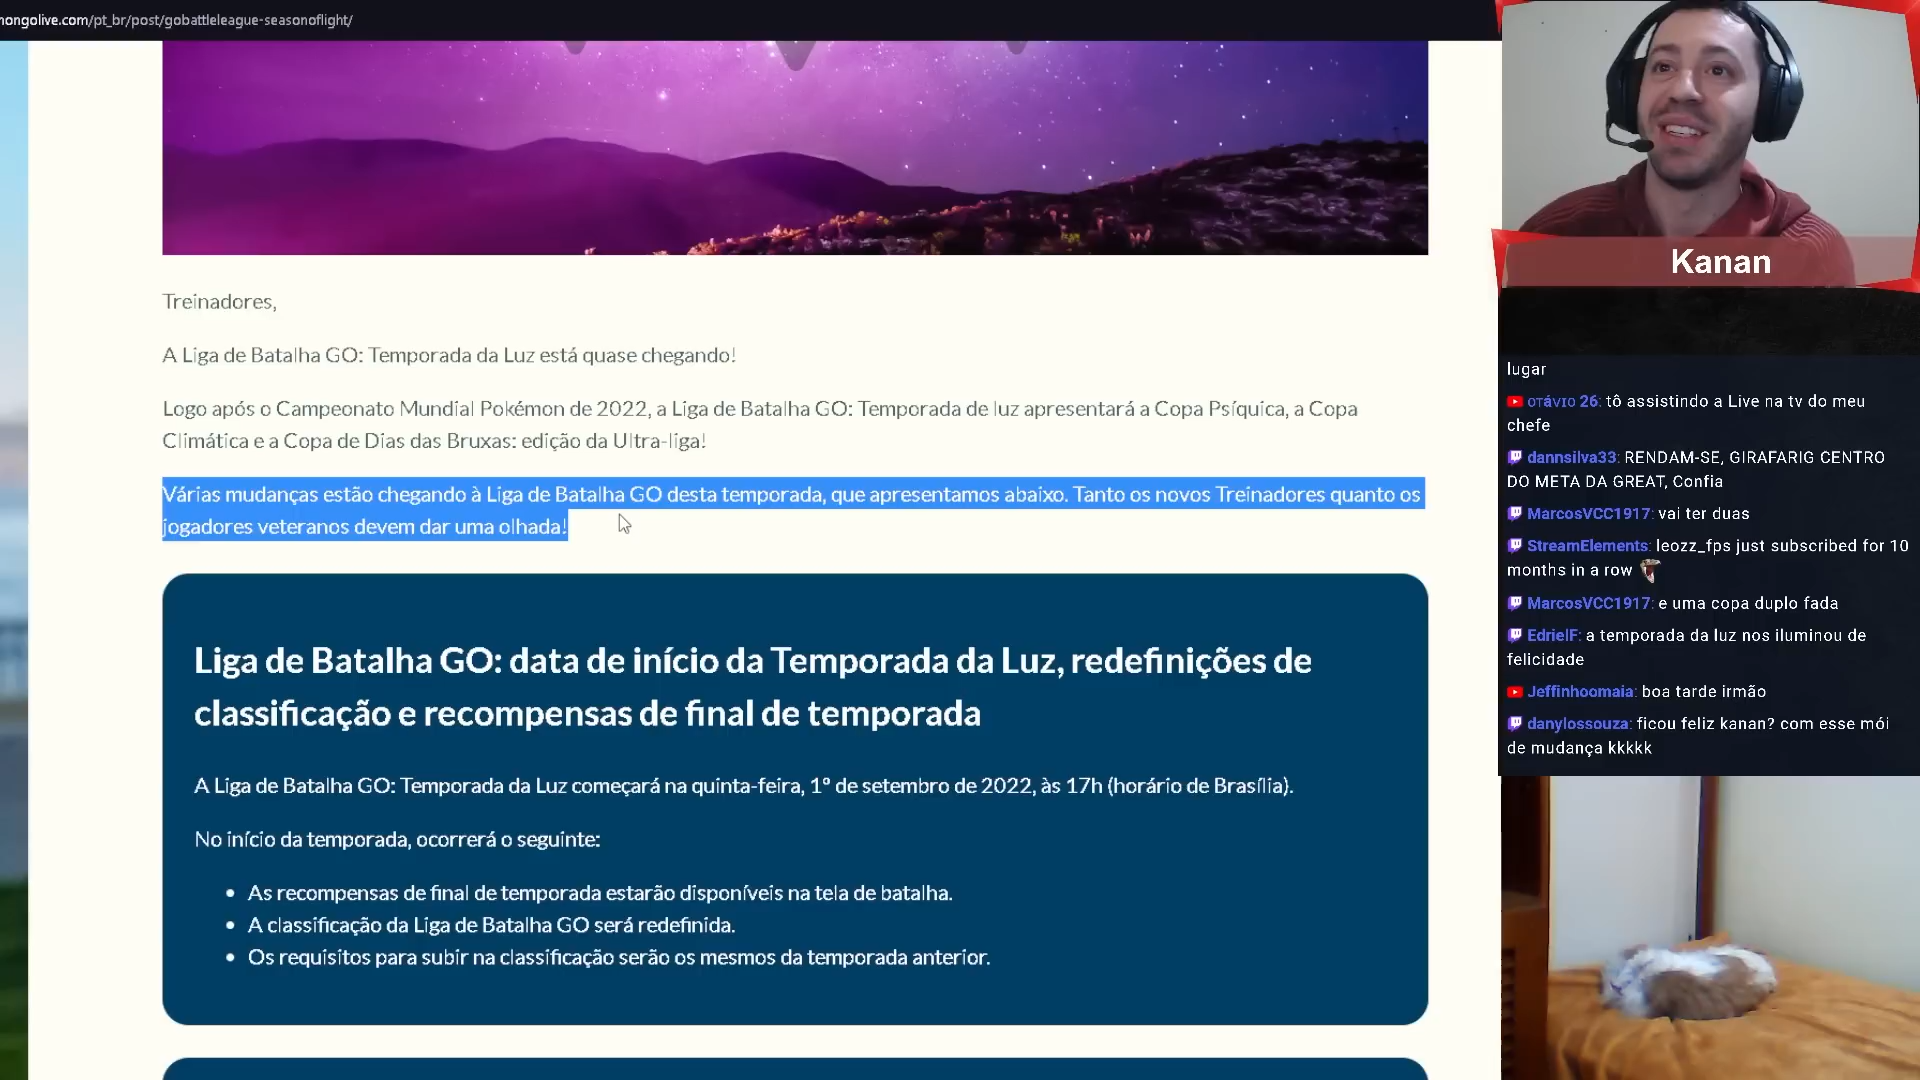 mongolive.com/pt_br/post/gobattleleague-seasonoflight/
Treinadores,
A Liga de Batalha GO: Temporada da Luz está quase chegando!
Logo após o Campeonato Mundial Pokémon de 2022, a Liga de Batalha GO: Temporada de luz apresentará a Copa Psíquica, a Copa
Climática e a Copa de Dias das Bruxas: edição da Ultra-liga!
Várias mudanças estão chegando à Liga de Batalha GO desta temporada, que apresentamos abaixo. Tanto os novos Treinadores quanto os
jogadores veteranos devem dar uma olhada!
Liga de Batalha GO: data de início da Temporada da Luz, redefinições de
classificação e recompensas de final de temporada
A Liga de Batalha GO: Temporada da Luz começará na quinta-feira, 1º de setembro de 2022, às 17h (horário de Brasília).
No início da temporada, ocorrerá o seguinte:
• As recompensas de final de temporada estarão disponíveis na tela de batalha.
• A classificação da Liga de Batalha GO será redefinida.
• Os requisitos para subir na classificação serão os mesmos da temporada anterior.
Kanan
lugar
οτάνιο 26: tô assistindo a Live na tv do meu
chefe
dannsilva33: RENDAM-SE, GIRAFARIG CENTRO
DO META DA GREAT, Confia
MarcosVCC1917: vai ter duas
StreamElements: leozz_fps just subscribed for 10
months in a row
MarcosVCC1917: e uma copa duplo fada
EdrielF: a temporada da luz nos iluminou de
felicidade
Jeffinhoomaia: boa tarde irmão
danylossouza: ficou feliz kanan? com esse mói
de mudança kkkkk